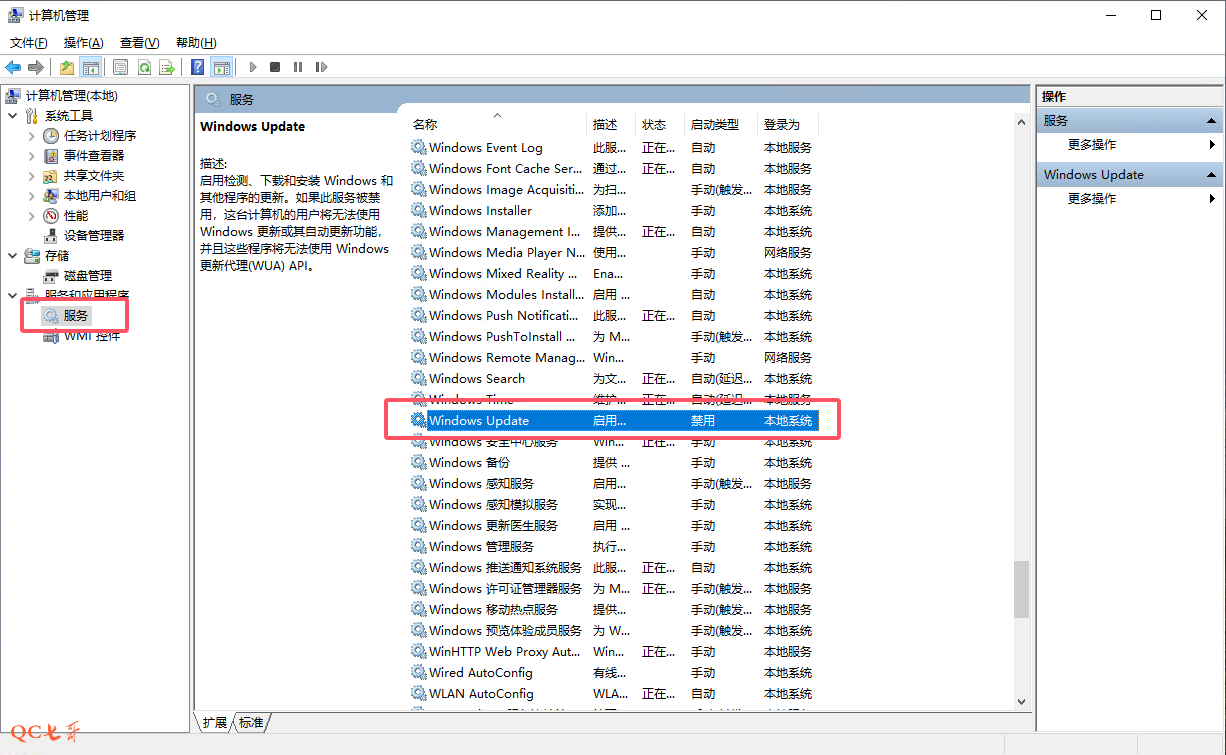 计算机管理
文件(F) 操作(A) 查看(V) 帮助(H)
计算机管理(本地)
系统工具
任务计划程序
事件查看器
共享文件夹
本地用户和组
性能
设备管理器
存储
磁盘管理
服务和应用程序
服务
WMI 控件
服务
Windows Update
描述:
启用检测、下载和安装 Windows 和
其他程序的更新。如果此服务被禁
用，这台计算机的用户将无法使用
Windows 更新或其自动更新功能，
并且这些程序将无法使用 Windows
更新代理(WUA) API。
名称 描述 状态 启动类型 登录为
Windows Event Log 此服... 正在... 自动 本地服务
Windows Font Cache Ser... 通过... 正在... 自动 本地服务
Windows Image Acquisiti... 为扫... 手动(触发... 本地服务
Windows Installer 添加... 手动 本地系统
Windows Management I... 提供... 正在... 自动 本地系统
Windows Media Player N... 使用... 手动 网络服务
Windows Mixed Reality ... Ena... 手动 本地系统
Windows Modules Install... 启用 ... 自动 本地系统
Windows Push Notificati... 此服... 正在... 自动 本地系统
Windows PushToInstall ... 为 M... 手动(触发... 本地系统
Windows Remote Manag... Win... 手动 网络服务
Windows Search 为文... 正在... 自动(延迟... 本地系统
Windows Time 维护... 正在... 自动(延迟... 本地服务
Windows Update 启用... 禁用 本地系统
Windows 安全中心服务 Win... 正在... 手动 本地系统
Windows 备份 提供 ... 手动 本地系统
Windows 感知服务 启用... 手动(触发... 本地系统
Windows 感知模拟服务 实现... 手动 本地系统
Windows 更新医生服务 启用 ... 手动 本地系统
Windows 管理服务 执行... 手动 本地系统
Windows 推送通知系统服务 此服... 正在... 自动 本地系统
Windows 许可证管理器服务 为 M... 正在... 手动(触发... 本地服务
Windows 移动热点服务 提供... 手动(触发... 本地服务
Windows 预览体验成员服务 为 W... 手动(触发... 本地系统
WinHTTP Web Proxy Aut... Win... 正在... 手动 本地服务
Wired AutoConfig 有线... 手动 本地系统
WLAN AutoConfig WLA... 正在... 自动 本地系统
扩展 标准
操作
服务
更多操作
Windows Update
更多操作
QC七哥